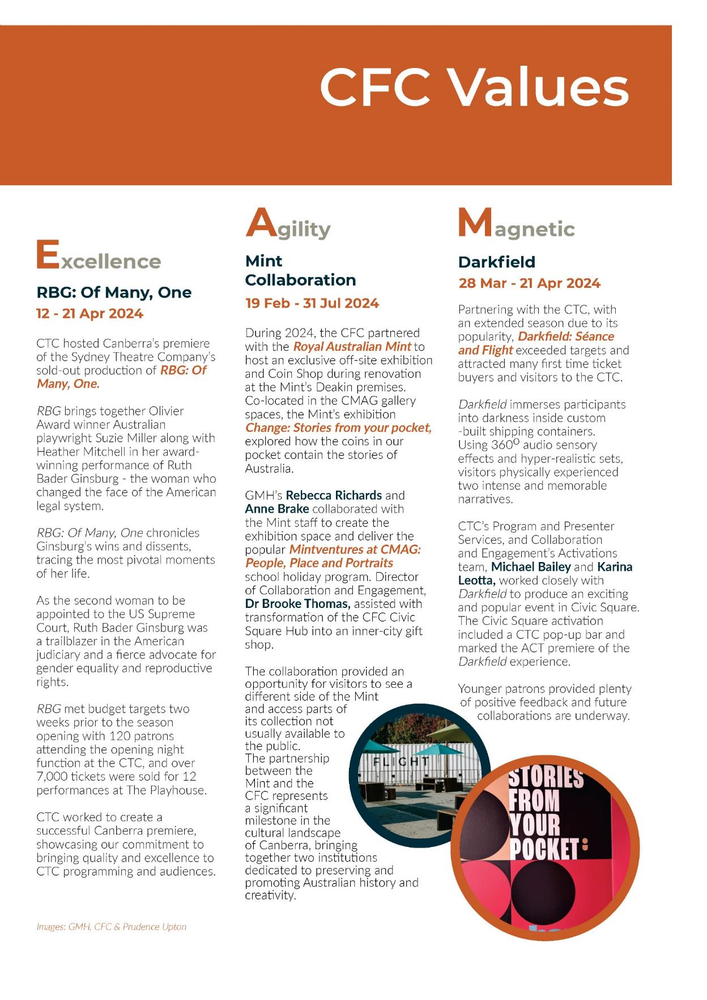 CFC Values
Excellence
RBG: Of Many, One
12 - 21 Apr 2024
CTC hosted Canberra's premiere
of the Sydney Theatre Company's
sold-out production of RBG: Of
Many, One.
RBG brings together Olivier
Award winner Australian
playwright Suzie Miller along with
Heather Mitchell in her award-
winning performance of Ruth
Bader Ginsburg - the woman who
changed the face of the American
legal system.
RBG: Of Many, One chronicles
Ginsburg's wins and dissents,
tracing the most pivotal moments
of her life.
As the second woman to be
appointed to the US Supreme
Court, Ruth Bader Ginsburg was
a trailblazer in the American
judiciary and a fierce advocate for
gender equality and reproductive
rights.
RBG met budget targets two
weeks prior to the season
opening with 120 patrons
attending the opening night
function at the CTC, and over
7,000 tickets were sold for 12
performances at The Playhouse.
CTC worked to create a
successful Canberra premiere,
showcasing our commitment to
bringing quality and excellence to
CTC programming and audiences.
Images: GMH, CFC & Prudence Upton
Agility
Mint
Collaboration
19 Feb - 31 Jul 2024
During 2024, the CFC partnered
with the Royal Australian Mint to
host an exclusive off-site exhibition
and Coin Shop during renovation
at the Mint's Deakin premises.
Co-located in the CMAG gallery
spaces, the Mint's exhibition
Change: Stories from your pocket,
explored how the coins in our
pocket contain the stories of
Australia.
GMH's Rebecca Richards and
Anne Brake collaborated with
the Mint staff to create the
exhibition space and deliver the
popular Mintventures at CMAG:
People, Place and Portraits
school holiday program. Director
of Collaboration and Engagement,
Dr Brooke Thomas, assisted with
transformation of the CFC Civic
Square Hub into an inner-city gift
shop.
The collaboration provided an
opportunity for visitors to see a
different side of the Mint
and access parts of
its collection not
usually available to
the public.
The partnership
between the
Mint and the
CFC represents
a significant
milestone in the
cultural landscape
of Canberra, bringing
together two institutions
dedicated to preserving and
promoting Australian history and
creativity.
Magnetic
Darkfield
28 Mar - 21 Apr 2024
Partnering with the CTC, with
an extended season due to its
popularity, Darkfield: Séance
and Flight exceeded targets and
attracted many first time ticket
buyers and visitors to the CTC.
Darkfield immerses participants
into darkness inside custom
-built shipping containers.
Using 360º audio sensory
effects and hyper-realistic sets,
visitors physically experienced
two intense and memorable
narratives.
CTC's Program and Presenter
Services, and Collaboration
and Engagement's Activations
team, Michael Bailey and Karina
Leotta, worked closely with
Darkfield to produce an exciting
and popular event in Civic Square.
The Civic Square activation
included a CTC pop-up bar and
marked the ACT premiere of the
Darkfield experience.
Younger patrons provided plenty
of positive feedback and future
collaborations are underway.
FLIGHT
STORIES
FROM
YOUR
POCKET: